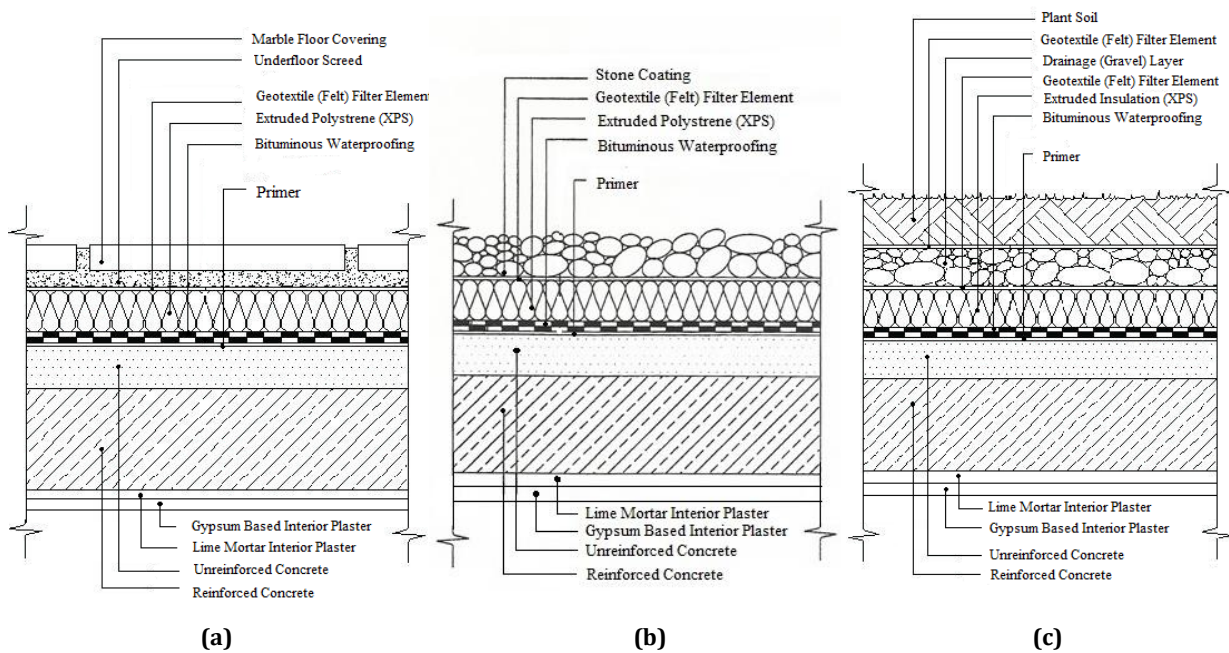 Marble Floor Covering
Underfloor Screed
Geotextile (Felt) Filter Element
Extruded Polystrene (XPS)
Bituminous Waterproofing
Primer
Gypsum Based Interior Plaster
Lime Mortar Interior Plaster
Unreinforced Concrete
Reinforced Concrete
(a)
Stone Coating
Geotextile (Felt) Filter Element
Extruded Polystrene (XPS)
Bituminous Waterproofing
Primer
Lime Mortar Interior Plaster
Gypsum Based Interior Plaster
Unreinforced Concrete
Reinforced Concrete
(b)
Plant Soil
Geotextile (Felt) Filter Element
Drainage (Gravel) Layer
Geotextile (Felt) Filter Element
Extruded Insulation (XPS)
Bituminous Waterproofing
Primer
Lime Mortar Interior Plaster
Gypsum Based Interior Plaster
Unreinforced Concrete
Reinforced Concrete
(c)